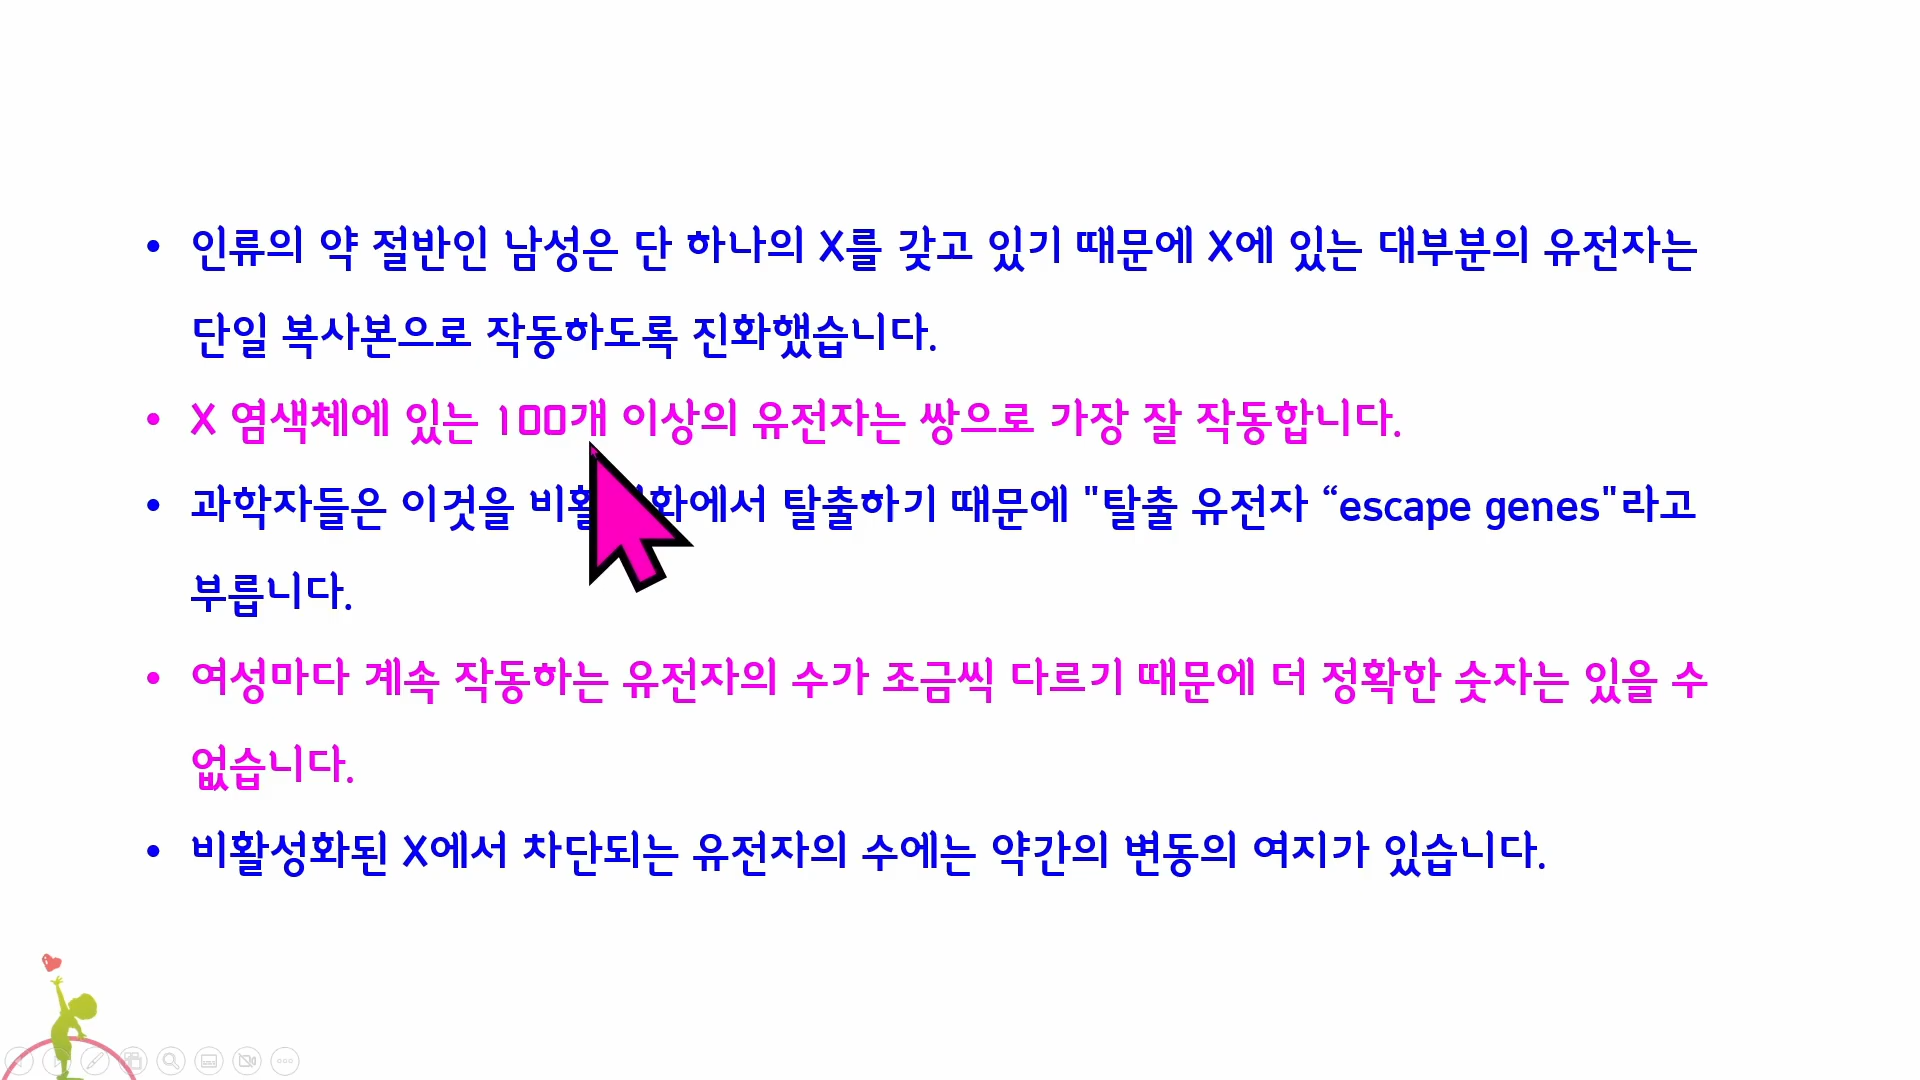 • 인류의 약 절반인 남성은 단 하나의 X를 갖고 있기 때문에 X에 있는 대부분의 유전자는
단일 복사본으로 작동하도록 진화했습니다.
• X 염색체에 있는 100개 이상의 유전자는 쌍으로 가장 잘 작동합니다.
• 과학자들은 이것을 에서 탈출하기 때문에 "탈출 유전자 “escape genes"라고
부릅니다.
• 여성마다 계속 작동하는 유전자의 수가 조금씩 다르기 때문에 더 정확한 숫자는 있을 수
없습니다.
• 비활성화된 X에서 차단되는 유전자의 수에는 약간의 변동의 여지가 있습니다.